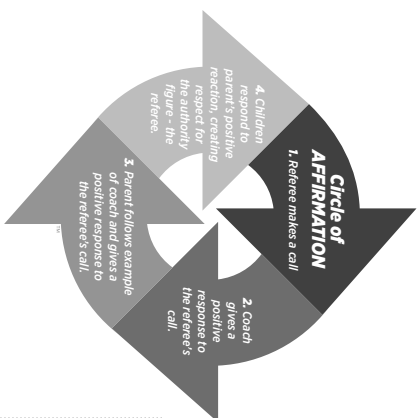 Circle of
AFFIRMATION
1. Referee makes a call
2. Coach
gives a
positive
response to
the referee's
call.
3. Parent follows example
of coach and gives a
positive response to
the referee's call.
TM
4. Children
respond to
parent's positive
reaction, creating
respect for
the authority
figure - the
referee.